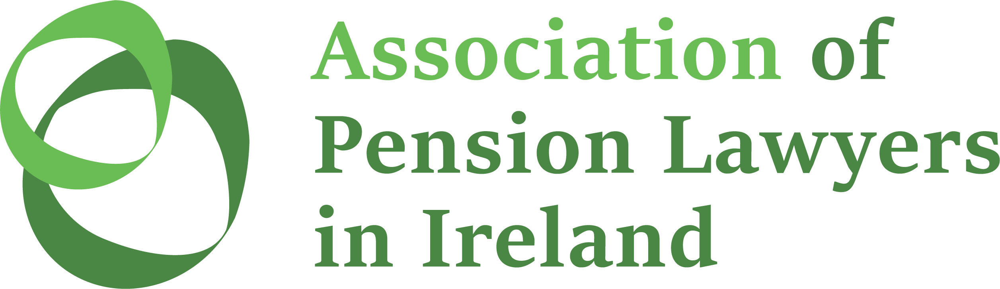 Association of
Pension Lawyers
in Ireland